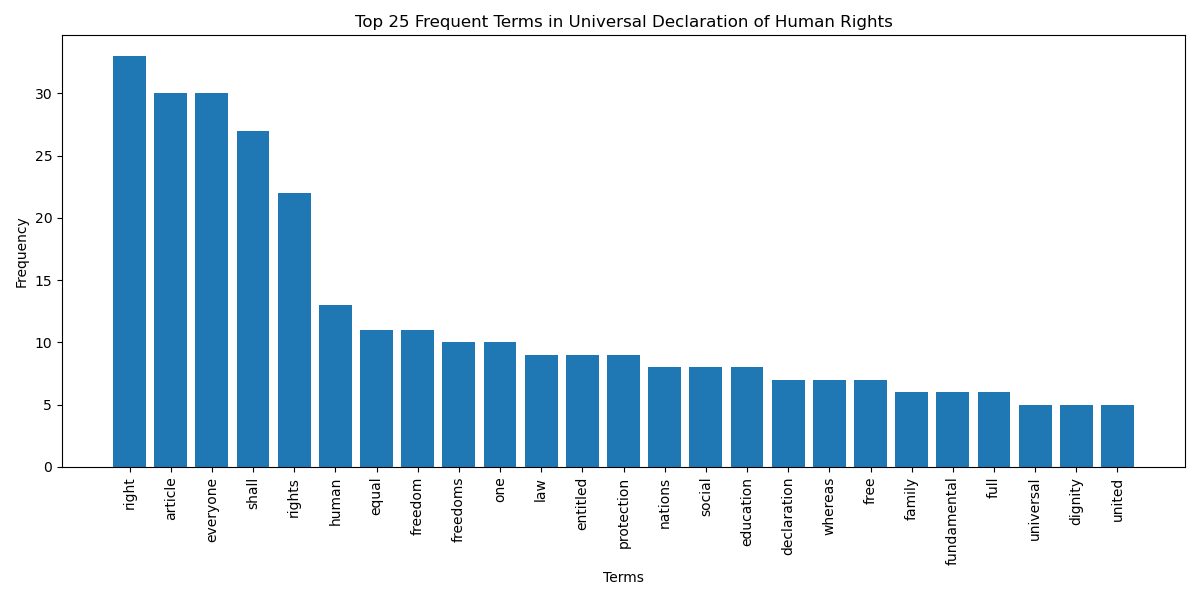 Top 25 Frequent Terms in Universal Declaration of Human Rights
Frequency
30
25
20
15
10
5
0
right
article
everyone
shall
rights
human
equal
freedom
freedoms
one
law
entitled
protection
nations
social
education
declaration
whereas
free
family
fundamental
full
universal
dignity
united
Terms